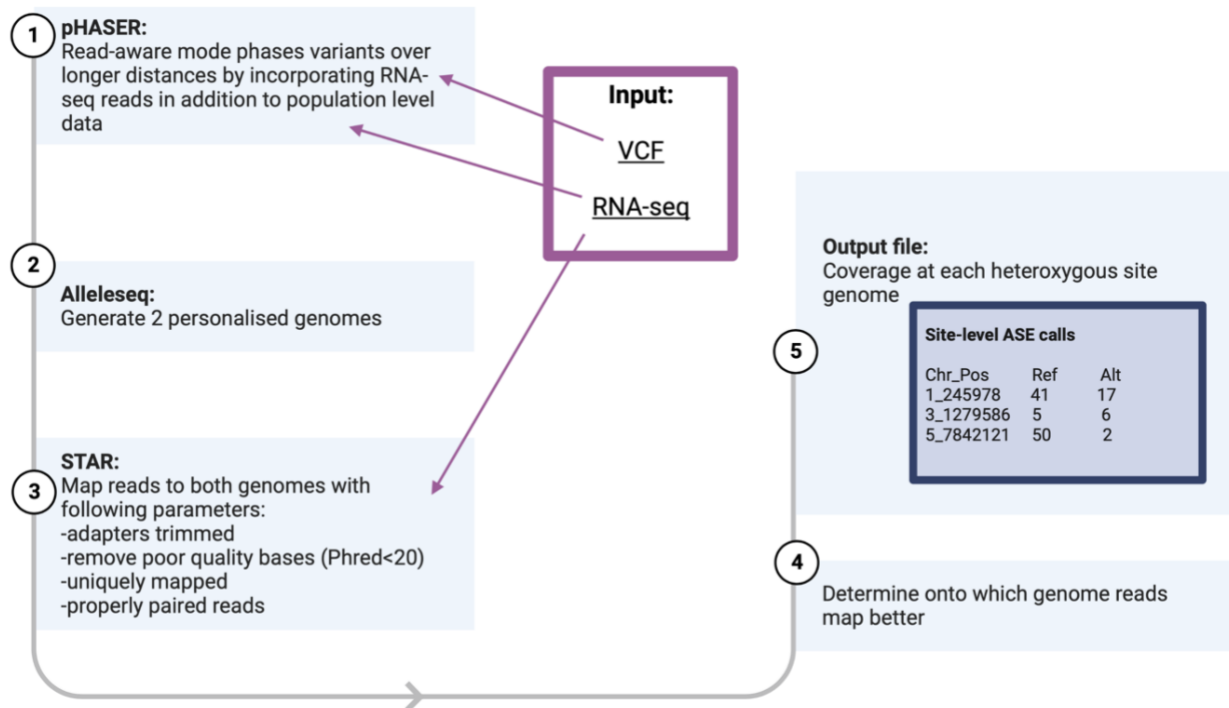 1
pHASER:
Read-aware mode phases variants over
longer distances by incorporating RNA-
seq reads in addition to population level
data
Input:
VCF
RNA-seq
2
Alleleseq:
Generate 2 personalised genomes
3
STAR:
Map reads to both genomes with
following parameters:
-adapters trimmed
-remove poor quality bases (Phred<20)
-uniquely mapped
-properly paired reads
4
Determine onto which genome reads
map better
5
Output file:
Coverage at each heteroxygous site
genome
Site-level ASE calls
Chr_Pos Ref Alt
1_245978 41 17
3_1279586 5 6
5_7842121 50 2